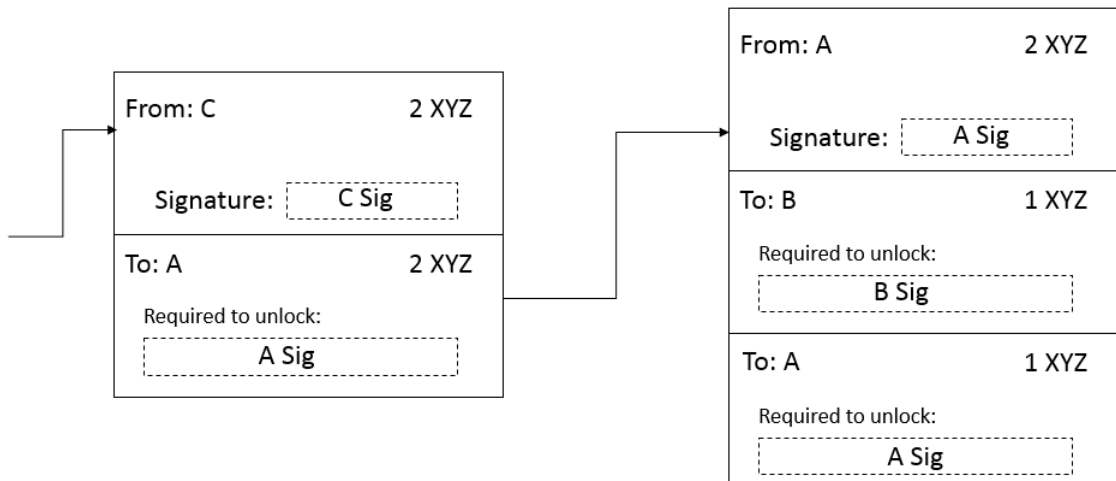 From: C 2 XYZ
Signature: C Sig
To: A 2 XYZ
Required to unlock:
A Sig
From: A 2 XYZ
Signature: A Sig
To: B 1 XYZ
Required to unlock:
B Sig
To: A 1 XYZ
Required to unlock:
A Sig